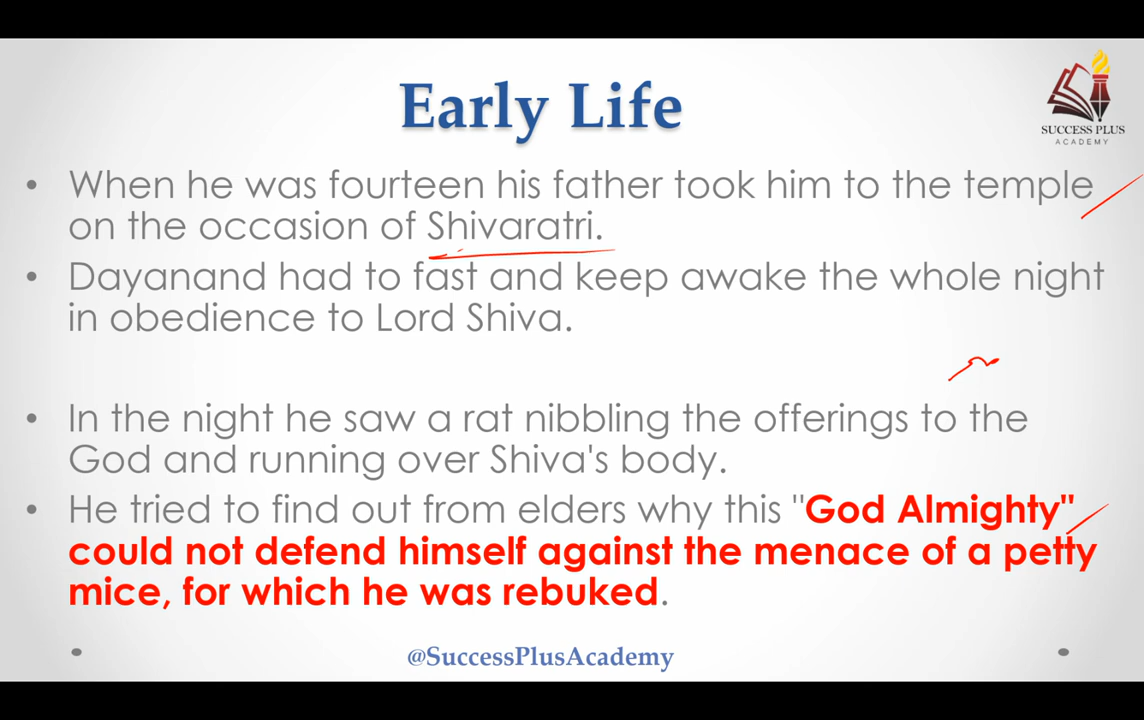 Early Life
SUCCESS PLUS
ACADEMY
• When he was fourteen his father took him to the temple
on the occasion of Shivaratri.
• Dayanand had to fast and keep awake the whole night
in obedience to Lord Shiva.
• In the night he saw a rat nibbling the offerings to the
God and running over Shiva's body.
• He tried to find out from elders why this "God Almighty"
could not defend himself against the menace of a petty
mice, for which he was rebuked.
@SuccessPlusAcademy